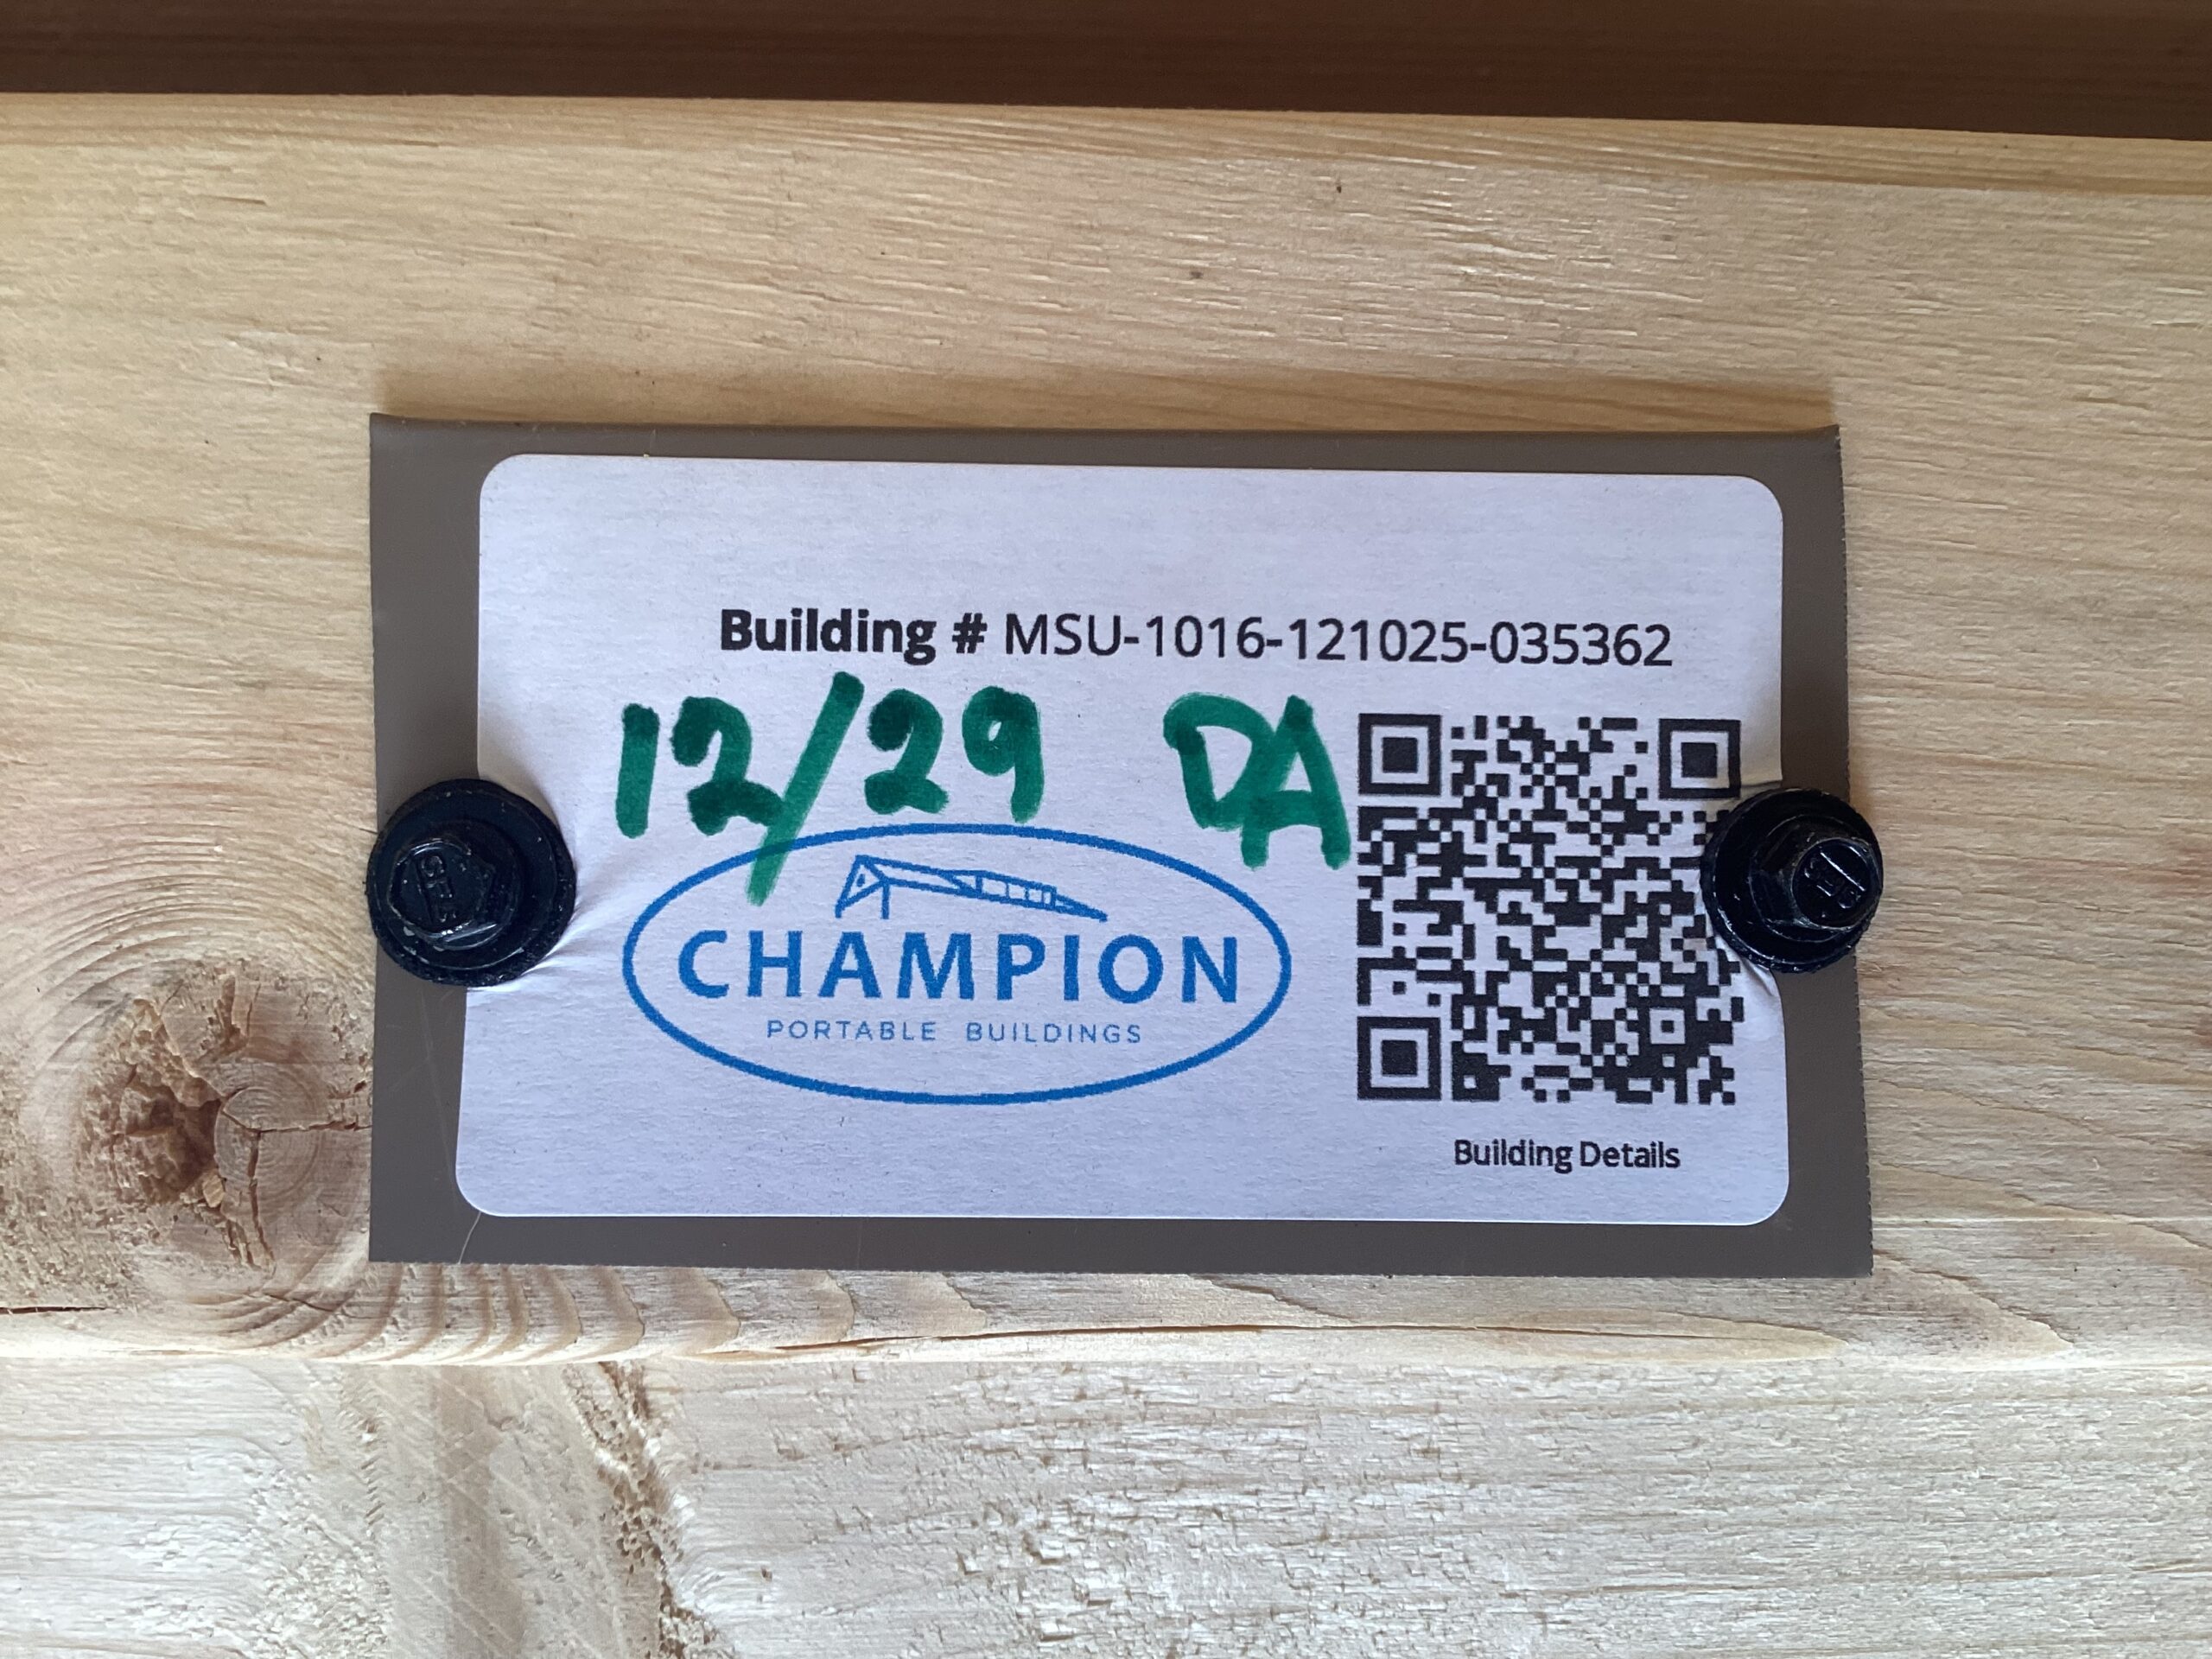 Building # MSU-1016-121025-035362
12/29 DA
CHAMPION
PORTABLE BUILDINGS
Building Details